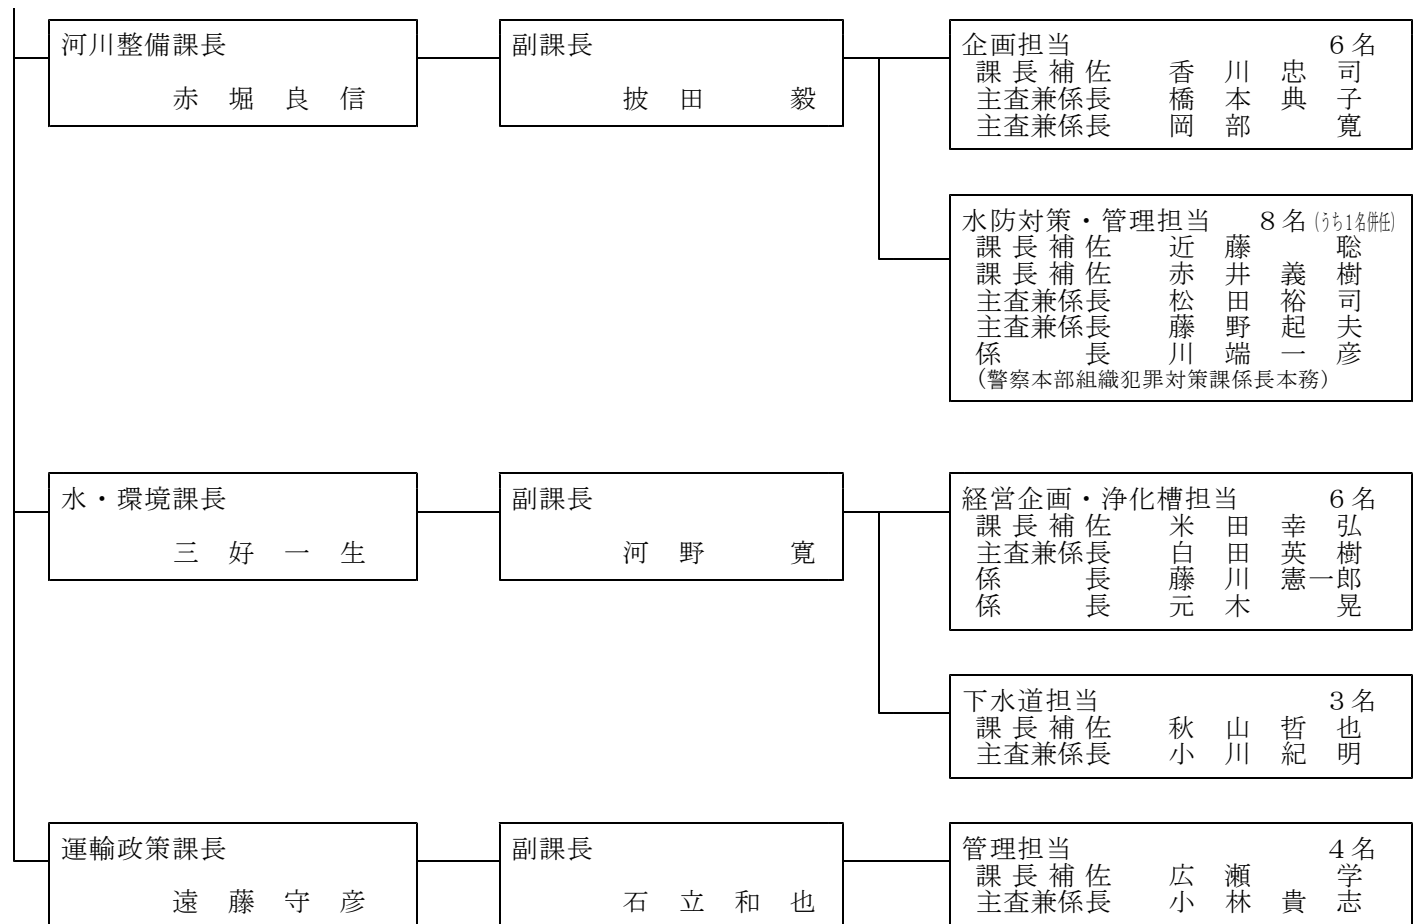 河川整備課長
赤堀良信
副課長
披田 毅
企画担当 6名
課長補佐 香川忠司
主査兼係長 橋本典子
主査兼係長 岡部 寛
水防対策・管理担当 8名(うち1名併任)
課長補佐 近藤 聡
課長補佐 赤井義樹
主査兼係長 松田裕司
主査兼係長 藤野起夫
係長 川端一彦
(警察本部組織犯罪対策課係長本務)
水・環境課長
三好一生
副課長
河野 寛
経営企画・浄化槽担当 6名
課長補佐 米田幸弘
主査兼係長 白田英樹
係長 藤川憲一郎
係長 元木 晃
下水道担当 3名
課長補佐 秋山哲也
主査兼係長 小川紀明
運輸政策課長
遠藤守彦
副課長
石立和也
管理担当 4名
課長補佐 広瀬 学
主査兼係長 小林貴志